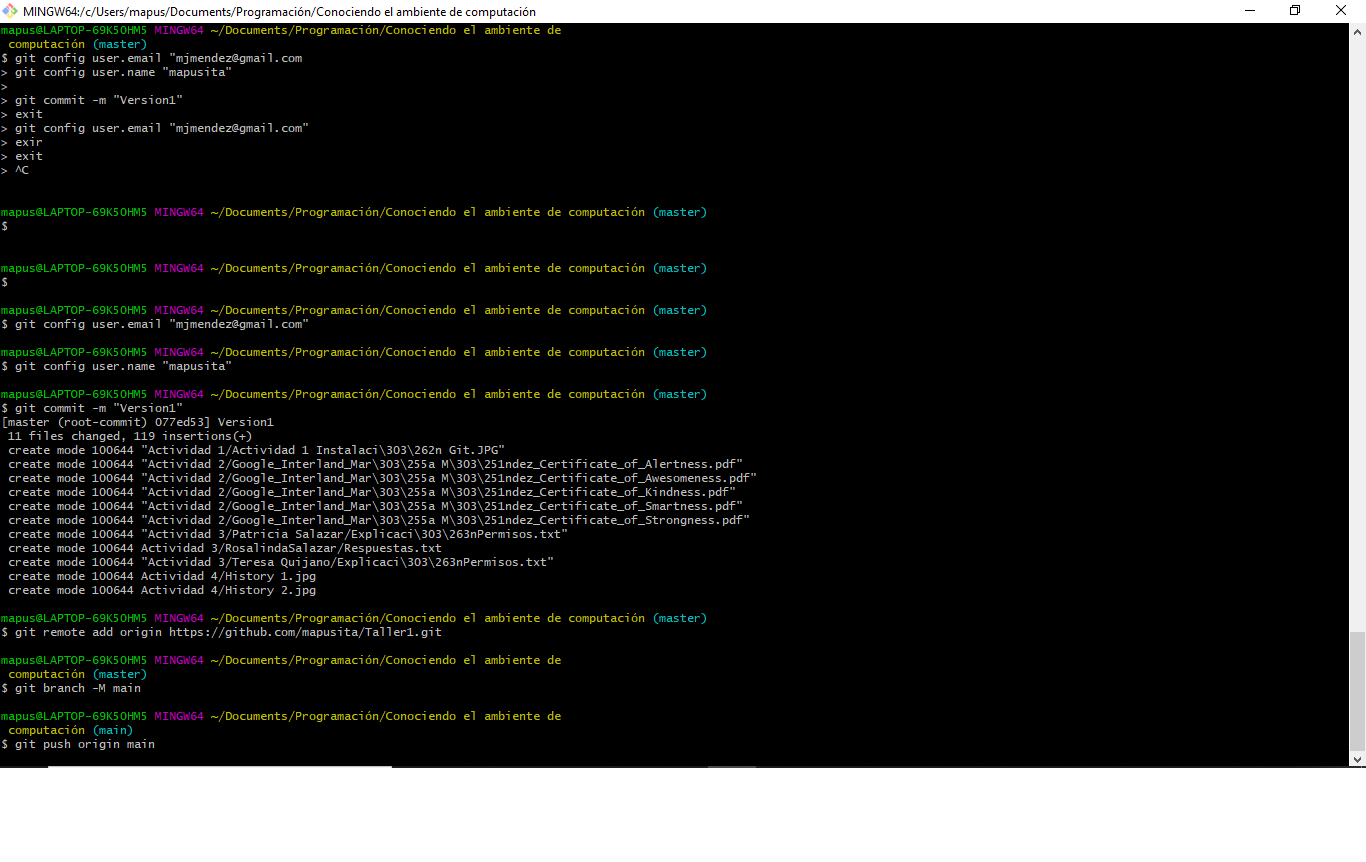 MINGW64:/c/Users/mapus/Documents/Programación/Conociendo el ambiente de computación
mapus@LAPTOP-69K5OHM5 MINGW64 ~/Documents/Programación/Conociendo el ambiente de
computación (master)
$ git config user.email "mjmendez@gmail.com
> git config user.name "mapusita"
>
> git commit -m "Version1"
> exit
> git config user.email "mjmendez@gmail.com"
> exir
> exit
> ^C
mapus@LAPTOP-69K5OHM5 MINGW64 ~/Documents/Programación/Conociendo el ambiente de computación (master)
$
mapus@LAPTOP-69K5OHM5 MINGW64 ~/Documents/Programación/Conociendo el ambiente de computación (master)
$
mapus@LAPTOP-69K5OHM5 MINGW64 ~/Documents/Programación/Conociendo el ambiente de computación (master)
$ git config user.email "mjmendez@gmail.com"
mapus@LAPTOP-69K5OHM5 MINGW64 ~/Documents/Programación/Conociendo el ambiente de computación (master)
$ git config user.name "mapusita"
mapus@LAPTOP-69K5OHM5 MINGW64 ~/Documents/Programación/Conociendo el ambiente de computación (master)
$ git commit -m "Version1"
[master (root-commit) 077ed53] Version1
11 files changed, 119 insertions(+)
create mode 100644 "Actividad 1/Actividad 1 Instalaci\303\262n Git.JPG"
create mode 100644 "Actividad 2/Google_Interland_Mar\303\255a M\303\251ndez_Certificate_of_Alertness.pdf"
create mode 100644 "Actividad 2/Google_Interland_Mar\303\255a M\303\251ndez_Certificate_of_Awesomeness.pdf"
create mode 100644 "Actividad 2/Google_Interland_Mar\303\255a M\303\251ndez_Certificate_of_Kindness.pdf"
create mode 100644 "Actividad 2/Google_Interland_Mar\303\255a M\303\251ndez_Certificate_of_Smartness.pdf"
create mode 100644 "Actividad 2/Google_Interland_Mar\303\255a M\303\251ndez_Certificate_of_Strongness.pdf"
create mode 100644 "Actividad 3/Patricia Salazar/Explicaci\303\263nPermisos.txt"
create mode 100644 Actividad 3/RosalindaSalazar/Respuestas.txt
create mode 100644 "Actividad 3/Teresa Quijano/Explicaci\303\263nPermisos.txt"
create mode 100644 Actividad 4/History 1.jpg
create mode 100644 Actividad 4/History 2.jpg
mapus@LAPTOP-69K5OHM5 MINGW64 ~/Documents/Programación/Conociendo el ambiente de computación (master)
$ git remote add origin https://github.com/mapusita/Taller1.git
mapus@LAPTOP-69K5OHM5 MINGW64 ~/Documents/Programación/Conociendo el ambiente de
computación (master)
$ git branch -M main
mapus@LAPTOP-69K5OHM5 MINGW64 ~/Documents/Programación/Conociendo el ambiente de
computación (main)
$ git push origin main